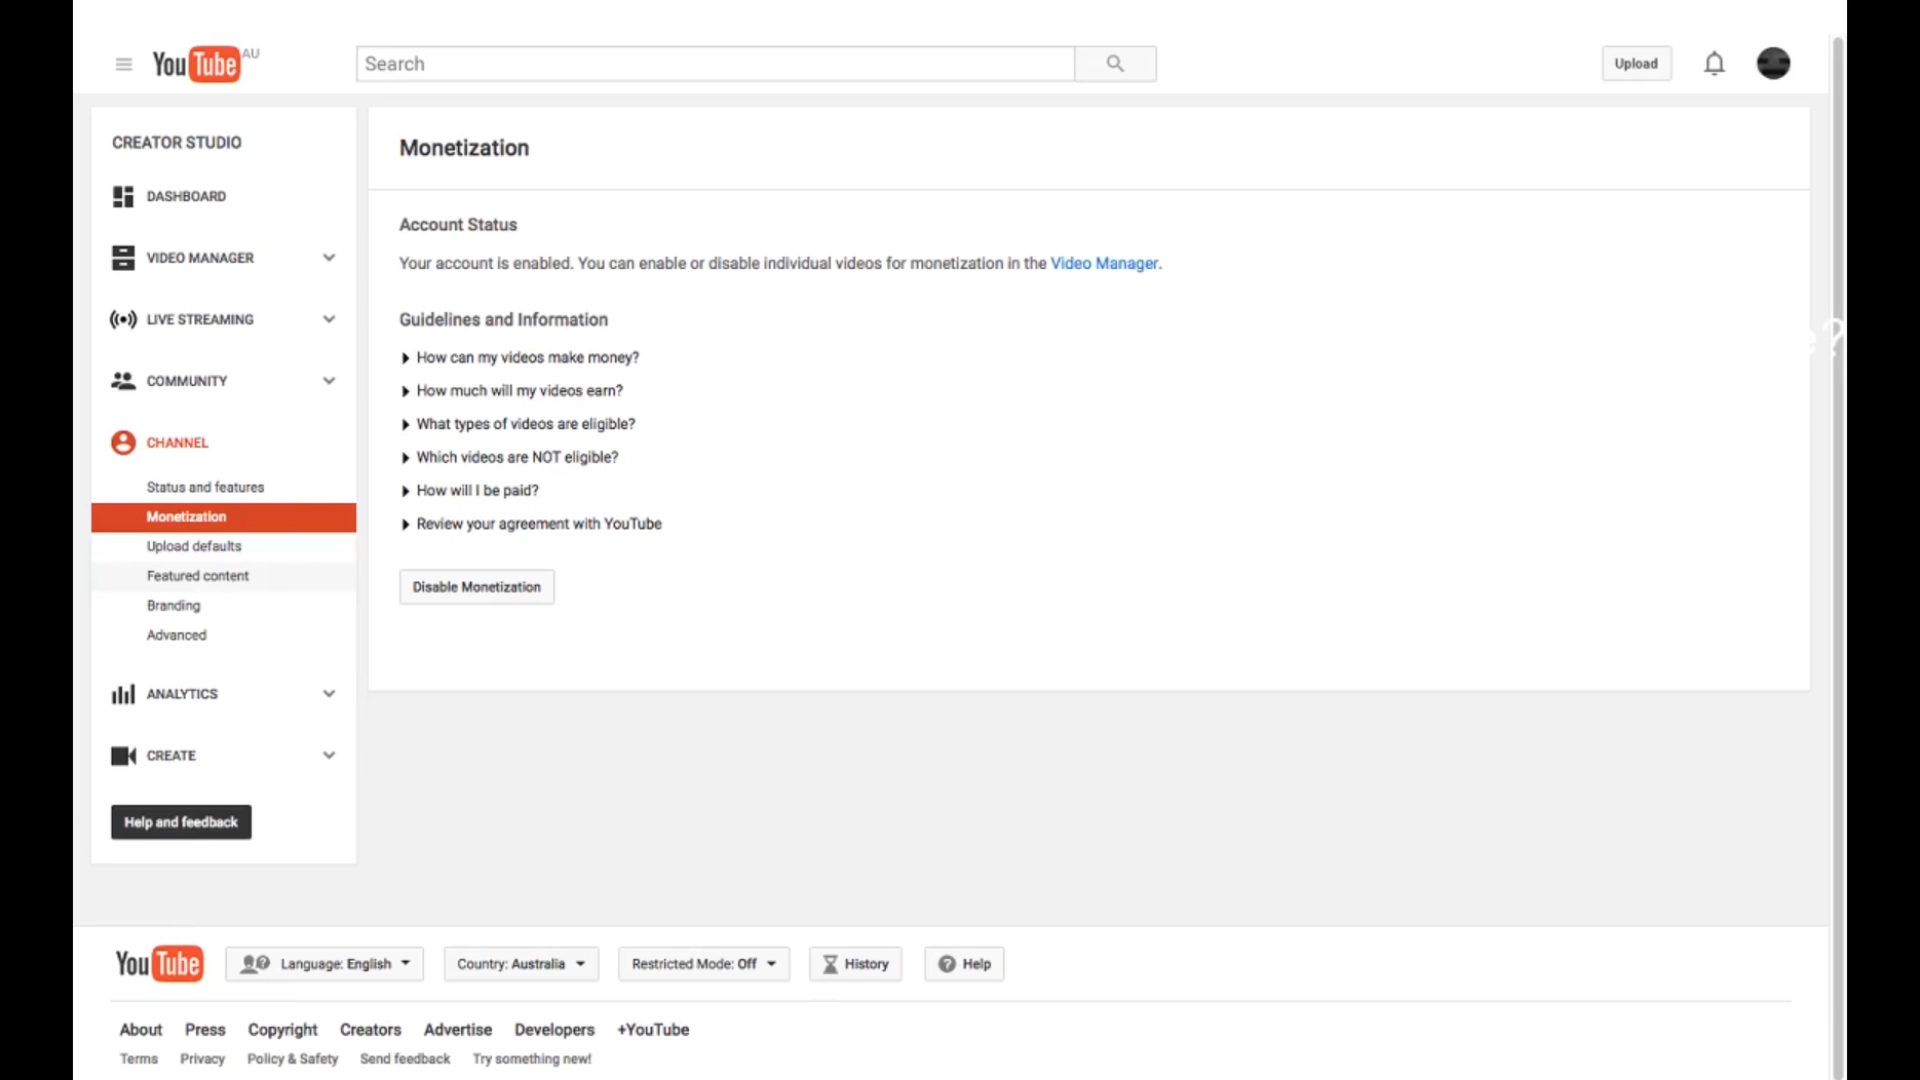 YouTube AU
Search
Upload
CREATOR STUDIO
DASHBOARD
VIDEO MANAGER
LIVE STREAMING
COMMUNITY
CHANNEL
Status and features
Monetization
Upload defaults
Featured content
Branding
Advanced
ANALYTICS
CREATE
Help and feedback
Monetization
Account Status
Your account is enabled. You can enable or disable individual videos for monetization in the Video Manager.
Guidelines and Information
How can my videos make money?
How much will my videos earn?
What types of videos are eligible?
Which videos are NOT eligible?
How will I be paid?
Review your agreement with YouTube
Disable Monetization
YouTube
Language: English
Country: Australia
Restricted Mode: Off
History
Help
About Press Copyright Creators Advertise Developers +YouTube
Terms Privacy Policy & Safety Send feedback Try something new!